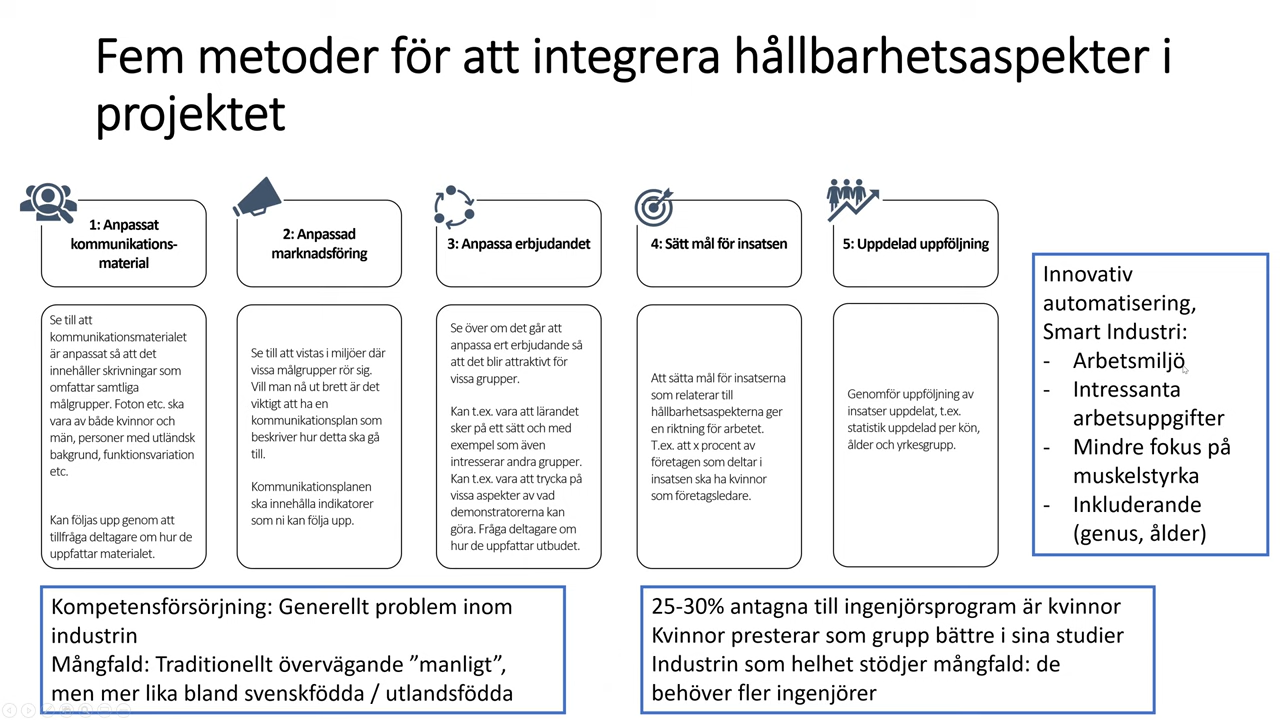 Fem metoder för att integrera hållbarhetsaspekter i
projektet
1: Anpassat
kommunikations-
material
2: Anpassad
marknadsföring
3: Anpassa erbjudandet
4: Sätt mål för insatsen
5: Uppdelad uppföljning
Se till att
kommunikationsmaterialet
är anpassat så att det
innehåller skrivningar som
omfattar samtliga
målgrupper. Foton etc. ska
vara av både kvinnor och
män, personer med utländsk
bakgrund, funktionsvariation
etc.
Kan följas upp genom att
tillfråga deltagare om hur de
uppfattar materialet.
Se till att vistas i miljöer där
vissa målgrupper rör sig.
Vill man nå ut brett är det
viktigt att ha en
kommunikationsplan som
beskriver hur detta ska gå
till.
Kommunikationsplanen
ska innehålla indikatorer
som ni kan följa upp.
Se över om det går att
anpassa ert erbjudande så
att det blir attraktivt för
vissa grupper.
Kan t.ex. vara att lärandet
sker på ett sätt och med
exempel som även
intresserar andra grupper.
Kan t.ex. vara att trycka på
vissa aspekter av vad
demonstratorerna kan
göra. Fråga deltagare om
hur de uppfattar utbudet.
Att sätta mål för insatserna
som relaterar till
hållbarhetsaspekterna ger
en riktning för arbetet.
T.ex. att x procent av
företagen som deltar i
insatsen ska ha kvinnor
som företagsledare.
Genomför uppföljning av
insatser uppdelat, t.ex.
statistik uppdelad per kön,
ålder och yrkesgrupp.
Innovativ
automatisering,
Smart Industri:
- Arbetsmiljö
- Intressanta
arbetsuppgifter
- Mindre fokus på
muskelstyrka
- Inkluderande
(genus, ålder)
Kompetensförsörjning: Generellt problem inom
industrin
Mångfald: Traditionellt övervägande ”manligt”,
men mer lika bland svenskfödda / utlandsfödda
25-30% antagna till ingenjörsprogram är kvinnor
Kvinnor presterar som grupp bättre i sina studier
Industrin som helhet stödjer mångfald: de
behöver fler ingenjörer